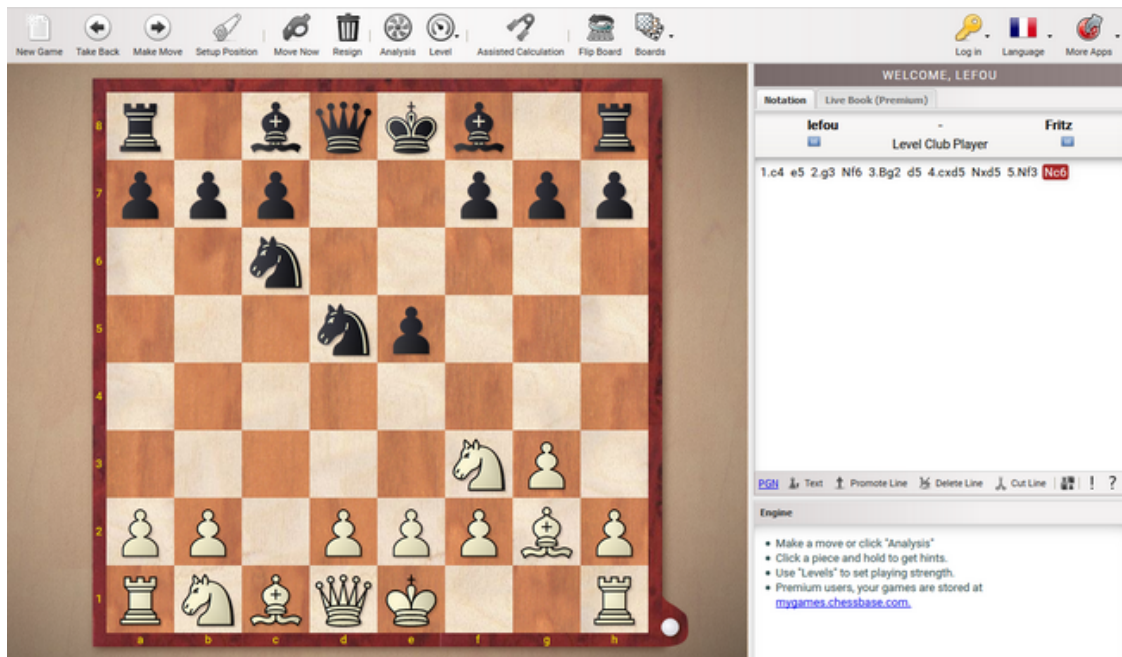 New Game Take Back Make Move Setup Position Move Now Resign Analysis Level Assisted Calculation Flip Board Boards Log in Language More Apps
WELCOME, LEFOU
Notation Live Book (Premium)
lefou - Fritz
Level Club Player
1.c4 e5 2.g3 Nf6 3.Bg2 d5 4.cxd5 Nxd5 5.Nf3 Nc6
8
7
6
5
4
3
2
1
a b c d e f g h
PGN Text Promote Line Delete Line Cut Line ! ?
Engine
• Make a move or click "Analysis"
• Click a piece and hold to get hints.
• Use "Levels" to set playing strength.
• Premium users, your games are stored at
mygames.chessbase.com.